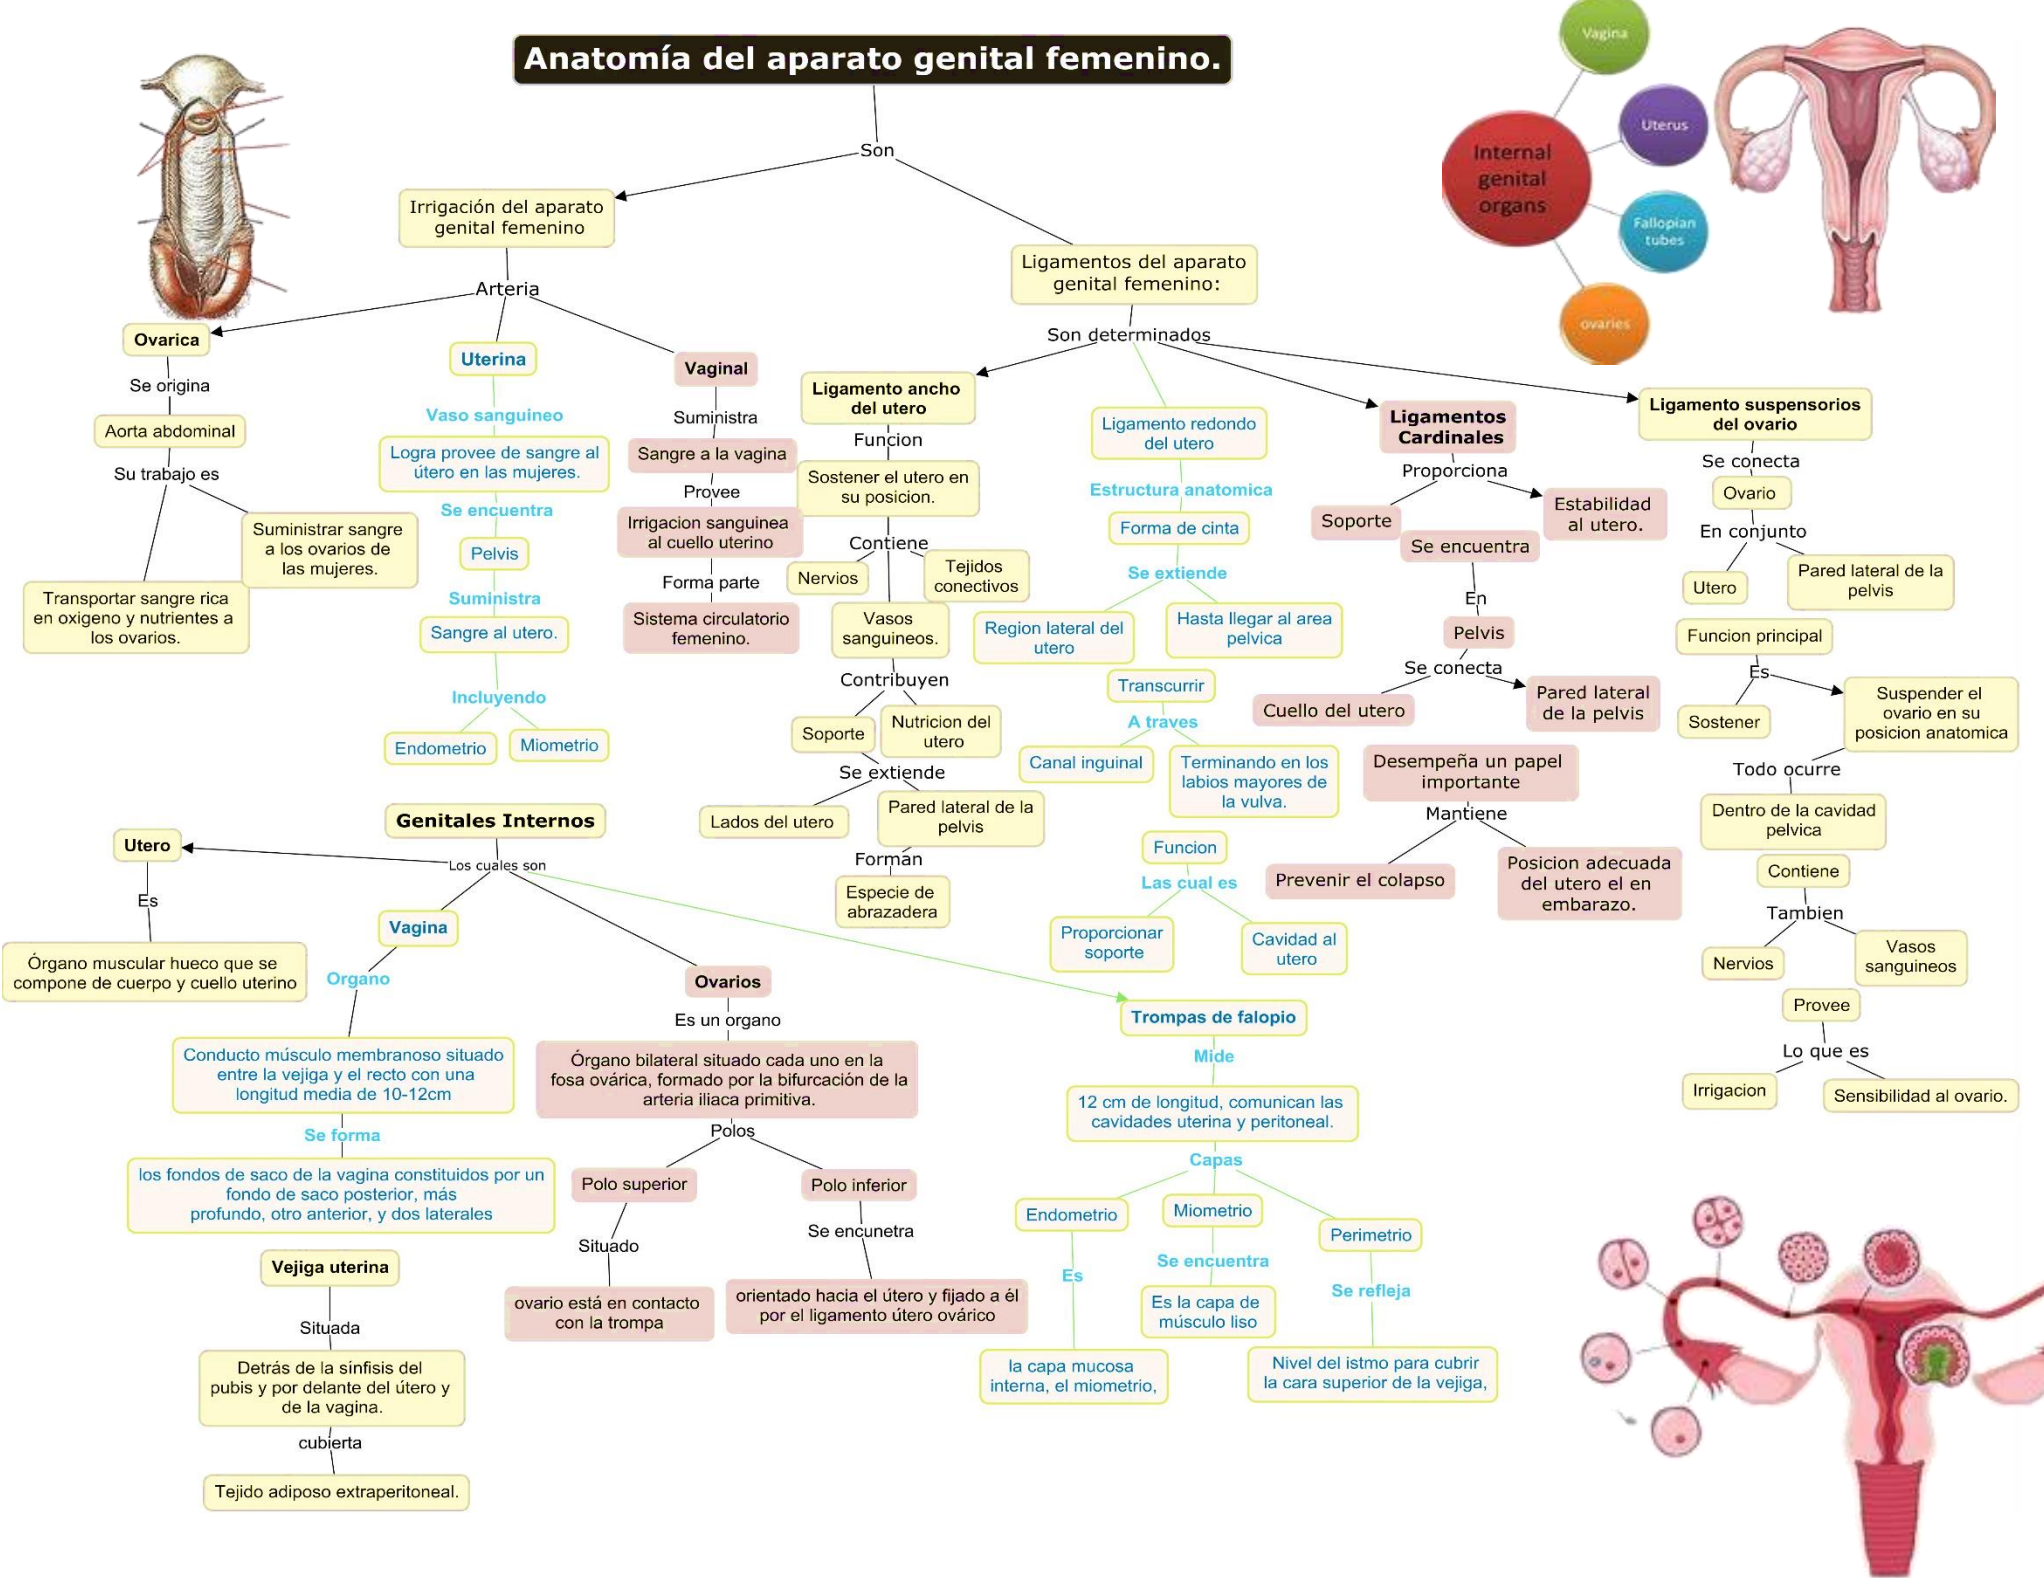 Anatomía del aparato genital femenino.
Son
Irrigación del aparato
genital femenino
Arteria
Ovarica
Se origina
Aorta abdominal
Su trabajo es
Suministrar sangre
a los ovarios de
las mujeres.
Transportar sangre rica
en oxigeno y nutrientes a
los ovarios.
Uterina
Vaso sanguineo
Logra provee de sangre al
útero en las mujeres.
Se encuentra
Pelvis
Suministra
Sangre al utero.
Incluyendo
Endometrio
Miometrio
Vaginal
Suministra
Sangre a la vagina
Provee
Irrigacion sanguinea
al cuello uterino
Forma parte
Sistema circulatorio
femenino.
Ligamentos del aparato
genital femenino:
Son determinados
Ligamento ancho
del utero
Funcion
Sostener el utero en
su posicion.
Contiene
Nervios
Tejidos
conectivos
Vasos
sanguineos.
Contribuyen
Soporte
Nutricion del
utero
Se extiende
Lados del utero
Pared lateral de la
pelvis
Forman
Especie de
abrazadera
Ligamento redondo
del utero
Estructura anatomica
Forma de cinta
Se extiende
Region lateral del
utero
Hasta llegar al area
pelvica
Transcurrir
A traves
Canal inguinal
Terminando en los
labios mayores de
la vulva.
Funcion
Las cual es
Proporcionar
soporte
Cavidad al
utero
Ligamentos
Cardinales
Proporciona
Soporte
Estabilidad
al utero.
Se encuentra
En
Pelvis
Se conecta
Cuello del utero
Pared lateral
de la pelvis
Desempeña un papel
importante
Mantiene
Prevenir el colapso
Posicion adecuada
del utero el en
embarazo.
Ligamento suspensorios
del ovario
Se conecta
Ovario
En conjunto
Utero
Pared lateral de la
pelvis
Funcion principal
Es
Sostener
Suspender el
ovario en su
posicion anatomica
Todo ocurre
Dentro de la cavidad
pelvica
Contiene
Tambien
Nervios
Vasos
sanguineos
Provee
Lo que es
Irrigacion
Sensibilidad al ovario.
Genitales Internos
Los cuales son
Utero
Es
Órgano muscular hueco que se
compone de cuerpo y cuello uterino
Vagina
Organo
Conducto músculo membranoso situado
entre la vejiga y el recto con una
longitud media de 10-12cm
Se forma
los fondos de saco de la vagina constituidos por un
fondo de saco posterior, más
profundo, otro anterior, y dos laterales
Vejiga uterina
Situada
Detrás de la sínfisis del
pubis y por delante del útero y
de la vagina.
cubierta
Tejido adiposo extraperitoneal.
Ovarios
Es un organo
Órgano bilateral situado cada uno en la
fosa ovárica, formado por la bifurcación de la
arteria iliaca primitiva.
Polos
Polo superior
Situado
ovario está en contacto
con la trompa
Polo inferior
Se encunetra
orientado hacia el útero y fijado a él
por el ligamento útero ovárico
Trompas de falopio
Mide
12 cm de longitud, comunican las
cavidades uterina y peritoneal.
Capas
Endometrio
Es
la capa mucosa
interna, el miometrio,
Miometrio
Se encuentra
Es la capa de
músculo liso
Perimetrio
Se refleja
Nivel del istmo para cubrir
la cara superior de la vejiga,
Internal
genital
organs
Vagina
Uterus
Fallopian
tubes
ovaries